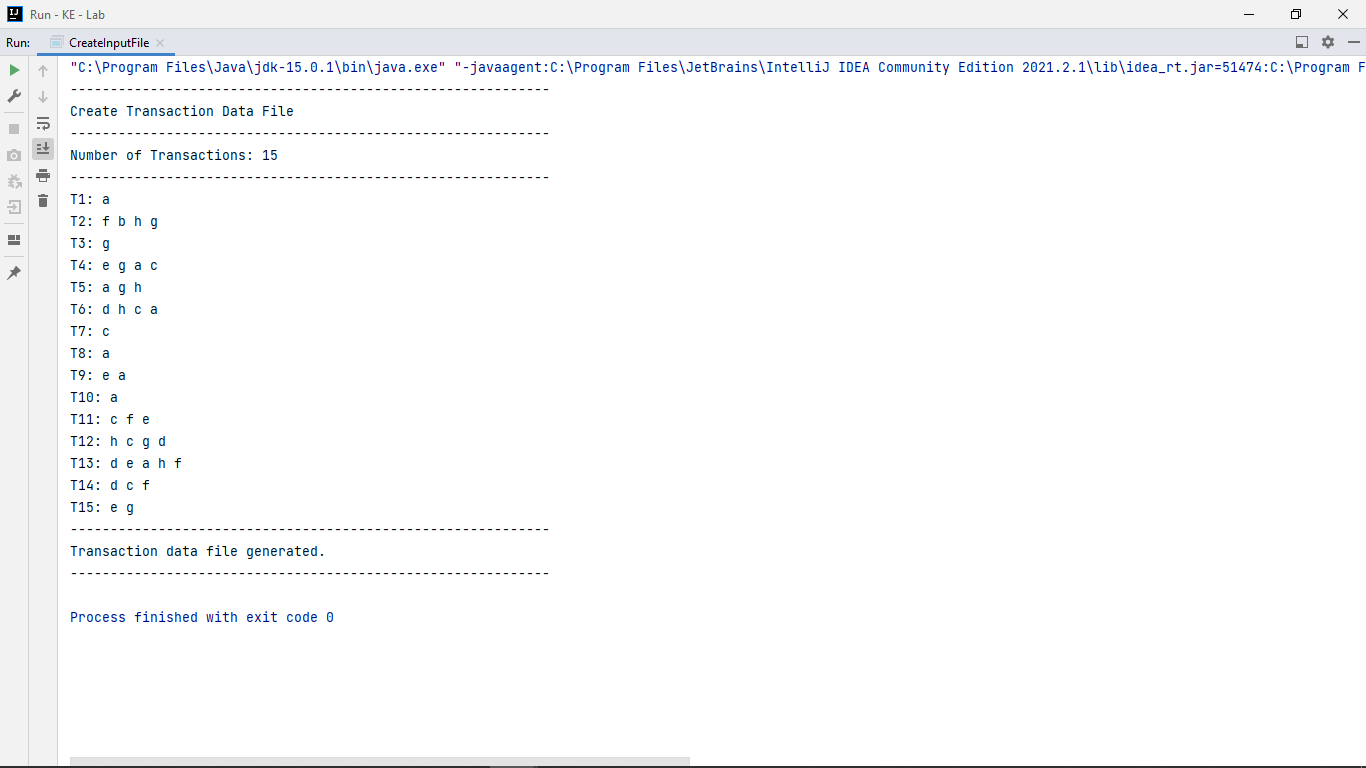 Run - KE - Lab
Run: CreateInputFile
"C:\Program Files\Java\jdk-15.0.1\bin\java.exe" "-javaagent:C:\Program Files\JetBrains\IntelliJ IDEA Community Edition 2021.2.1\lib\idea_rt.jar=51474:C:\Program F
------------------------------------------------------------
Create Transaction Data File
------------------------------------------------------------
Number of Transactions: 15
------------------------------------------------------------
T1: a
T2: f b h g
T3: g
T4: e g a c
T5: a g h
T6: d h c a
T7: c
T8: a
T9: e a
T10: a
T11: c f e
T12: h c g d
T13: d e a h f
T14: d c f
T15: e g
------------------------------------------------------------
Transaction data file generated.
------------------------------------------------------------
Process finished with exit code 0